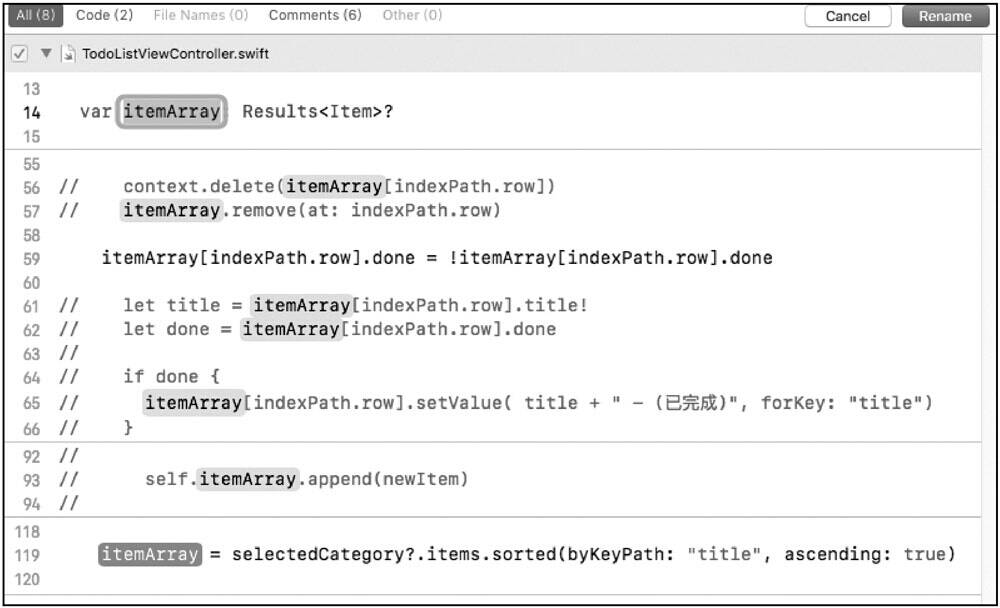 All (8) Code (2) File Names (0) Comments (6) Other (0) Cancel Rename
TodoListViewController.swift
13
14 var itemArray: Results<Item>?
15
55
56 // context.delete(itemArray[indexPath.row])
57 // itemArray.remove(at: indexPath.row)
58
59 itemArray[indexPath.row].done = !itemArray[indexPath.row].done
60
61 // let title = itemArray[indexPath.row].title!
62 // let done = itemArray[indexPath.row].done
63 //
64 // if done {
65 // itemArray[indexPath.row].setValue( title + " - (已完成)", forKey: "title")
66 // }
92 //
93 // self.itemArray.append(newItem)
94 //
118
119 itemArray = selectedCategory?.items.sorted(byKeyPath: "title", ascending: true)
120